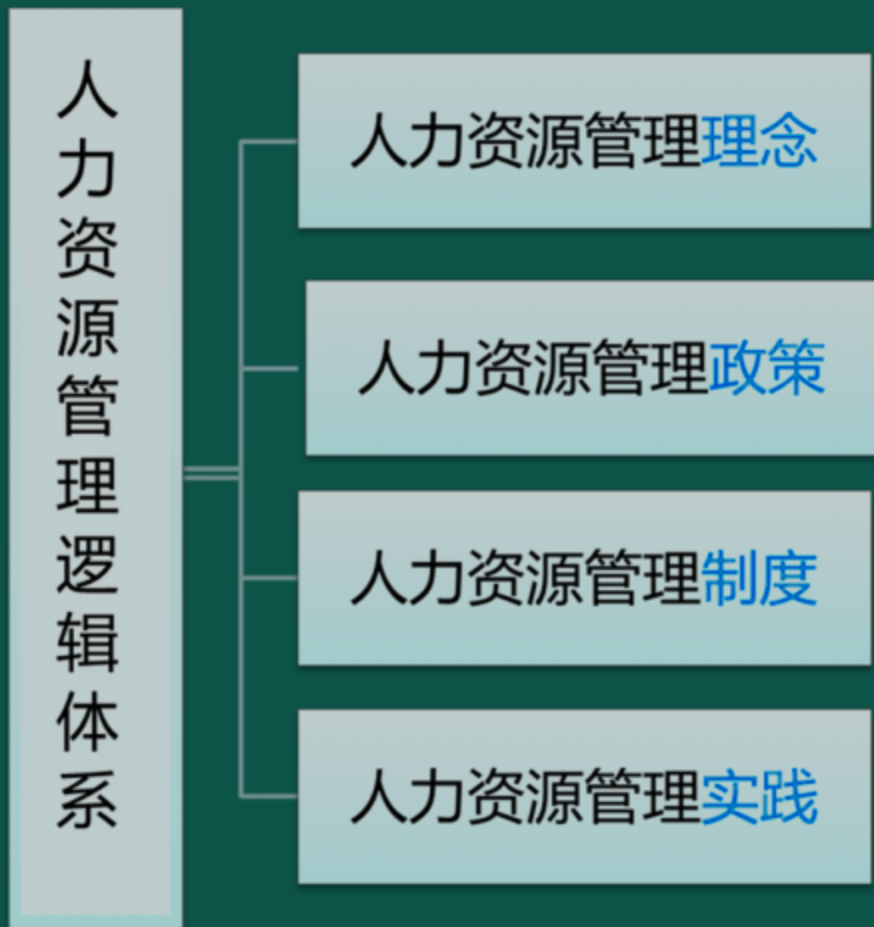 人力资源管理逻辑体系
人力资源管理理念
人力资源管理政策
人力资源管理制度
人力资源管理实践